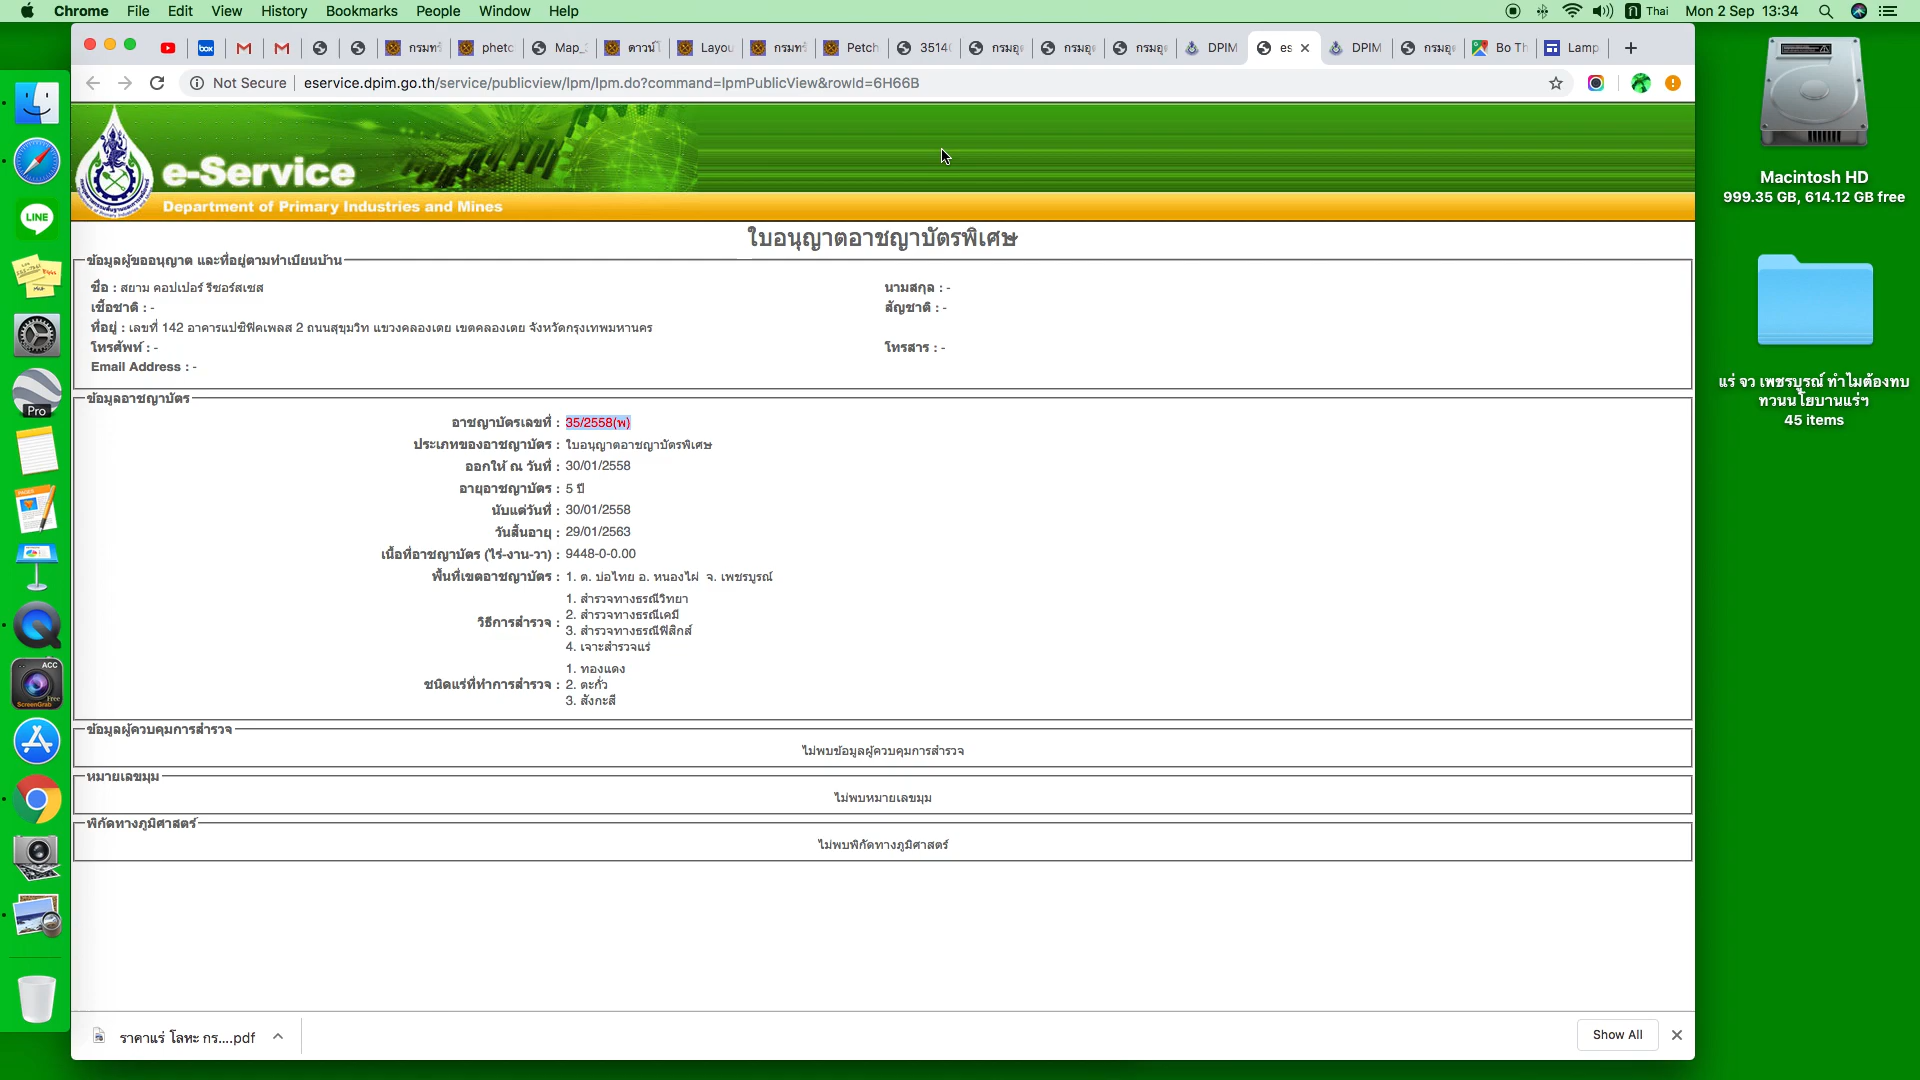 Chrome File Edit View History Bookmarks People Window Help Thai Mon 2 Sep 13:34
box phetc Map_ ดาวน์โ Layou Petch 3514 DPIM es DPIM Bo Th Lamp
Not Secure eservice.dpim.go.th/service/publicview/lpm/lpm.do?command=lpmPublicView&rowId=6H66B
e-Service
Department of Primary Industries and Mines
ใบอนุญาตอาชญาบัตรพิเศษ
ข้อมูลผู้ขออนุญาต และที่อยู่ตามทำเบียนบ้าน
ชื่อ : สยาม คอปเปอร์ รีซอร์สเซส นามสกุล : -
เชื้อชาติ : - สัญชาติ : -
ที่อยู่ : เลขที่ 142 อาคารแปซิฟิคเพลส 2 ถนนสุขุมวิท แขวงคลองเตย เขตคลองเตย จังหวัดกรุงเทพมหานคร
โทรศัพท์ : - โทรสาร : -
Email Address : -
ข้อมูลอาชญาบัตร
อาชญาบัตรเลขที่ : 35/2558(พ)
ประเภทของอาชญาบัตร : ใบอนุญาตอาชญาบัตรพิเศษ
ออกให้ ณ วันที่ : 30/01/2558
อายุอาชญาบัตร : 5 ปี
นับแต่วันที่ : 30/01/2558
วันสิ้นอายุ : 29/01/2563
เนื้อที่อาชญาบัตร (ไร่-งาน-วา) : 9448-0-0.00
พื้นที่เขตอาชญาบัตร : 1. ต. บ่อไทย อ. หนองไผ่ จ. เพชรบูรณ์
วิธีการสำรวจ :
1. สำรวจทางธรณีวิทยา
2. สำรวจทางธรณีเคมี
3. สำรวจทางธรณีฟิสิกส์
4. เจาะสำรวจแร่
ชนิดแร่ที่ทำการสำรวจ :
1. ทองแดง
2. ตะกั่ว
3. สังกะสี
ข้อมูลผู้ควบคุมการสำรวจ
ไม่พบข้อมูลผู้ควบคุมการสำรวจ
หมายเลขมุม
ไม่พบหมายเลขมุม
พิกัดทางภูมิศาสตร์
ไม่พบพิกัดทางภูมิศาสตร์
ราคาแร่ โลหะ กร....pdf Show All
Macintosh HD
999.35 GB, 614.12 GB free
แร่ จว เพชรบูรณ์ ทำไมต้องทบ
ทวนนโยบานแร่ฯ
45 items
LINE
Pro
PAGES
ACC
Free
ScreenGrab